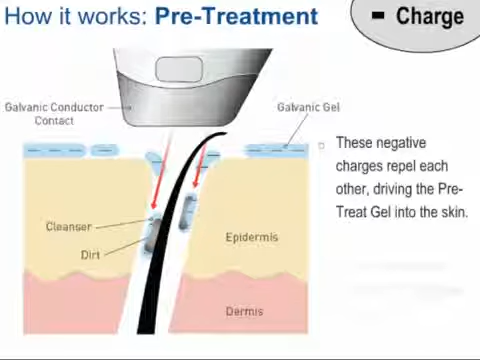 How it works: Pre-Treatment
- Charge
Galvanic Conductor
Contact
Galvanic Gel
These negative
charges repel each
other, driving the Pre-
Treat Gel into the skin.
Cleanser
Dirt
Epidermis
Dermis